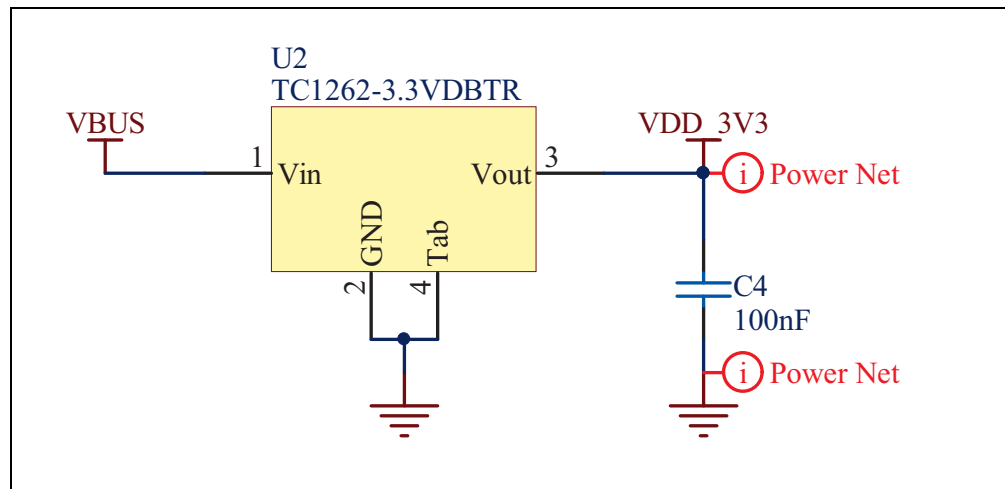 U2
TC1262-3.3VDBTR
VBUS
VDD_3V3
1
Vin
Vout
3
i Power Net
GND
Tab
2
4
C4
100nF
i Power Net